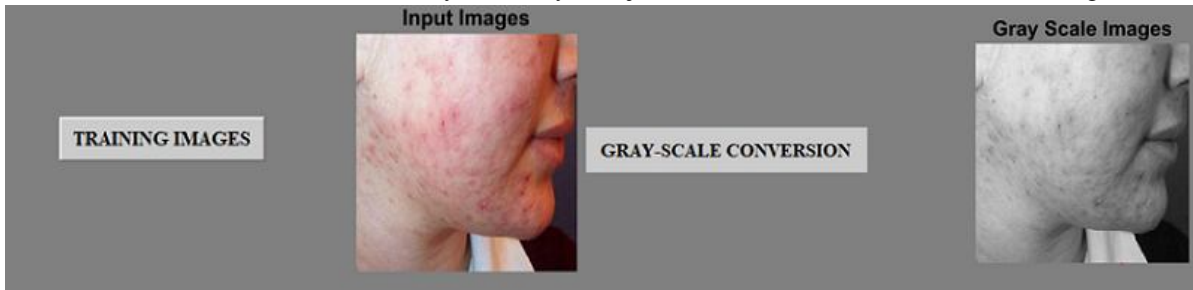 Input Images
Gray Scale Images
TRAINING IMAGES
GRAY-SCALE CONVERSION